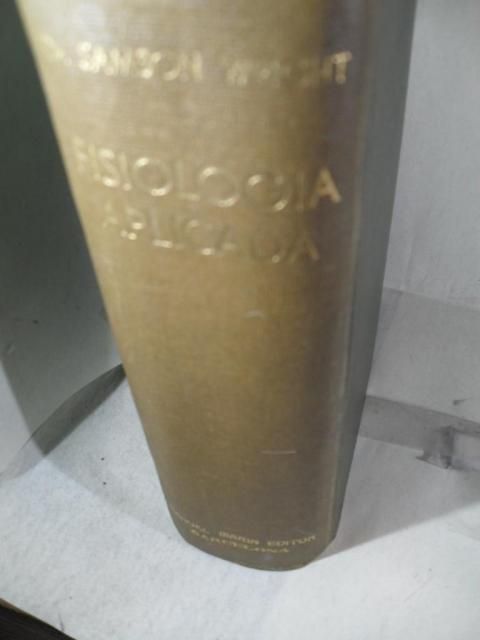 SAMSON WRIGHT
FISIOLOGIA
APLICADA
MANUEL MARIN EDITOR
BARCELONA